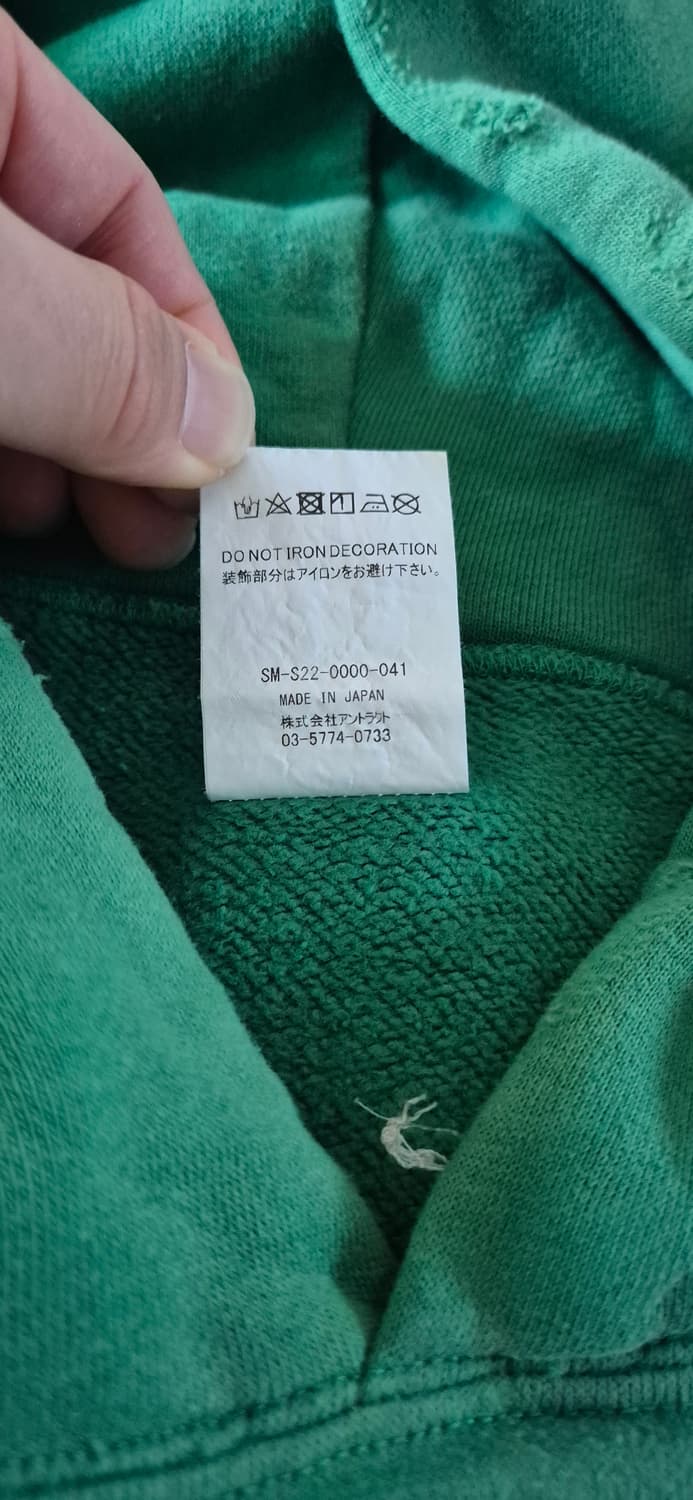 DO NOT IRON DECORATION
装飾部分はアイロンをお避け下さい。
SM-S22-0000-041
MADE IN JAPAN
株式会社アントラクト
03-5774-0733